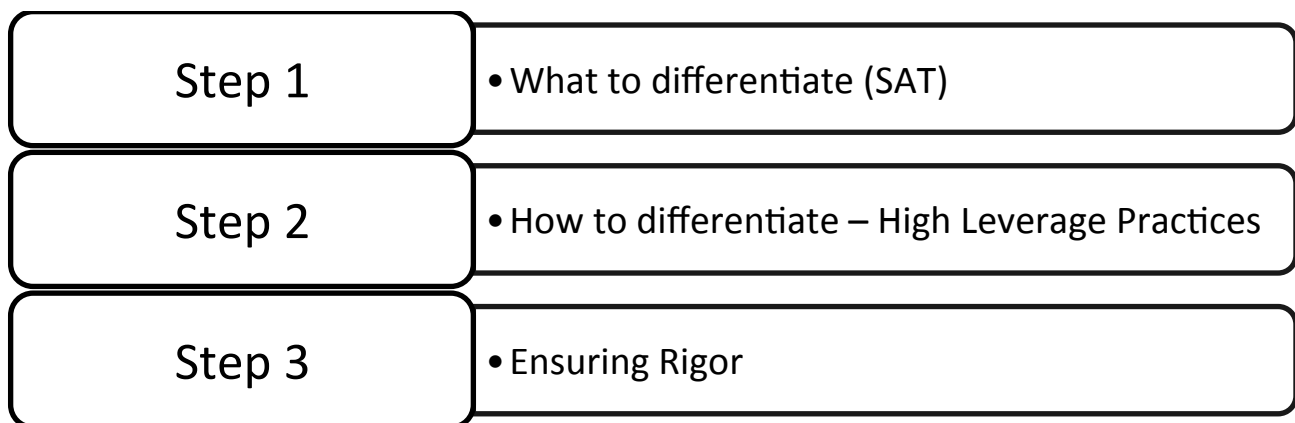 Step 1
• What to differentiate (SAT)
Step 2
• How to differentiate – High Leverage Practices
Step 3
• Ensuring Rigor